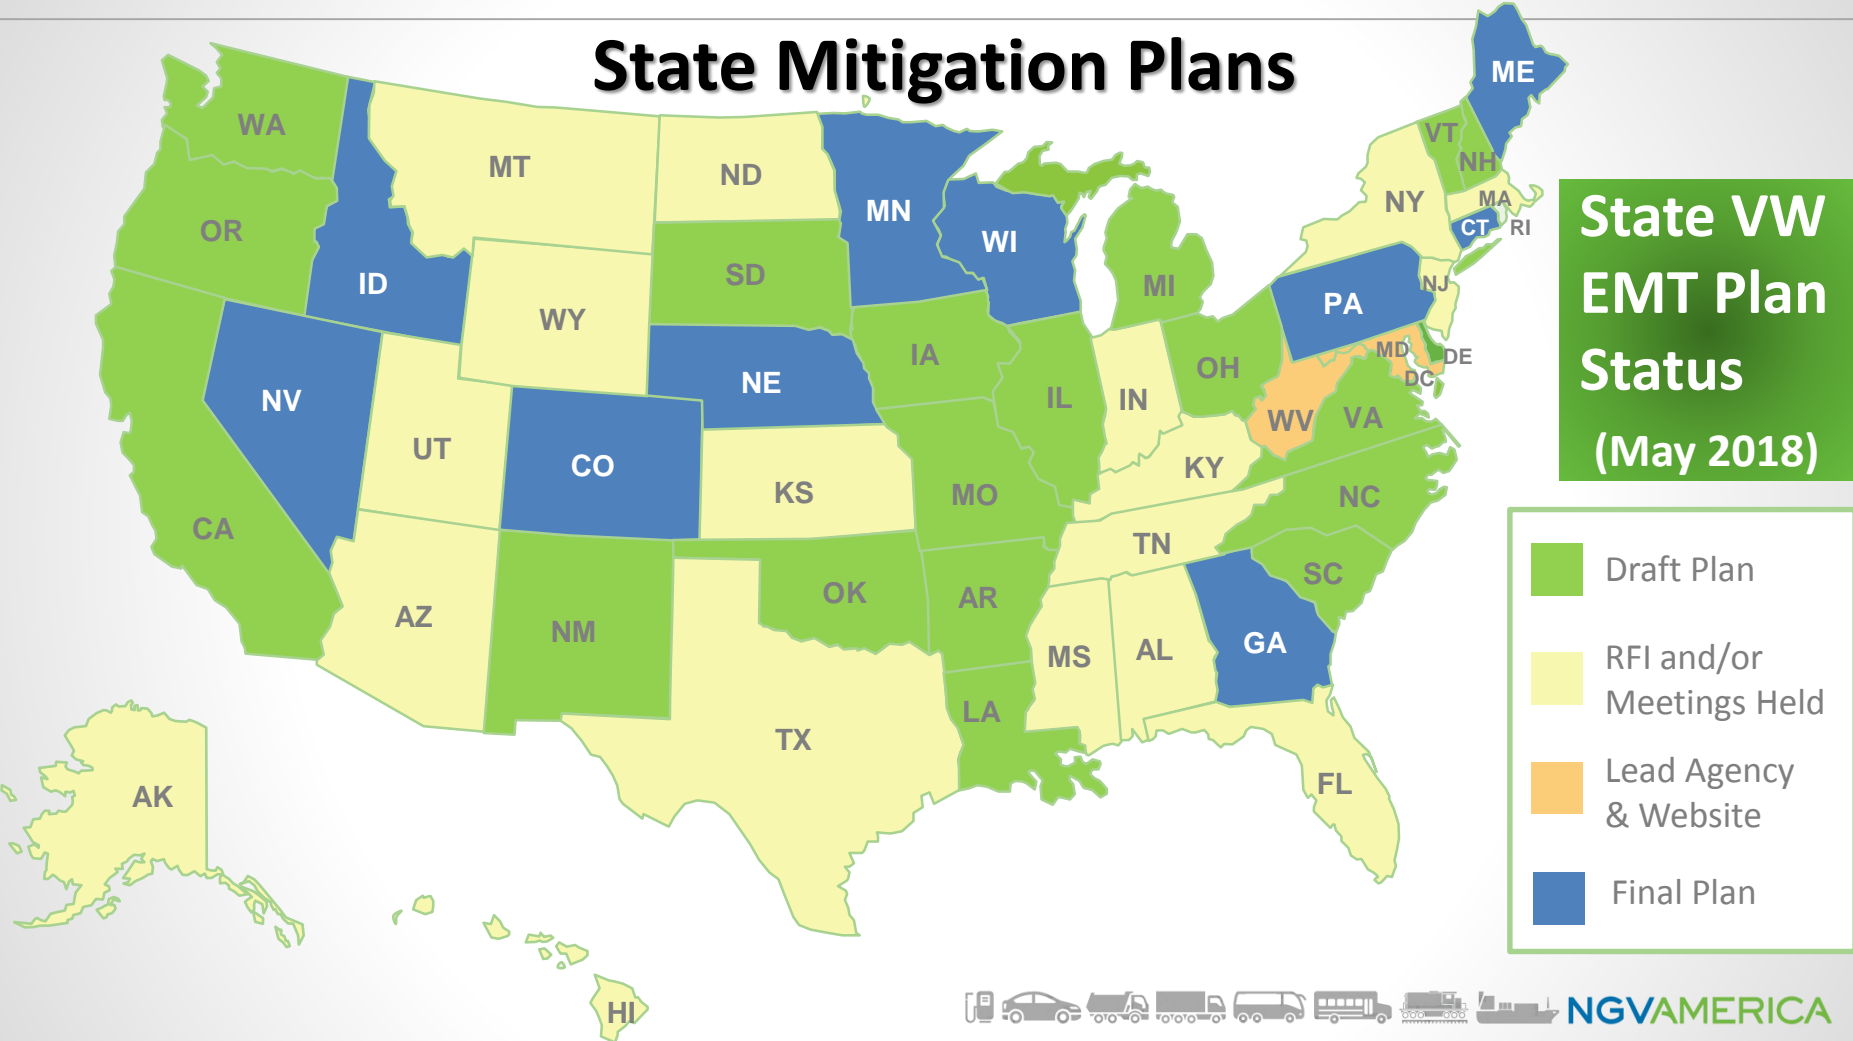 State Mitigation Plans
ME
WA
VT
MT
NH
ND
NY
MA
MN
CT
RI
OR
WI
SD
ID
MI
NJ
PA
WY
IA
MD
DE
OH
DC
NE
NV
IL
IN
WV
VA
UT
CO
KY
KS
MO
NC
CA
TN
SC
OK
AR
AZ
NM
GA
MS
AL
LA
TX
FL
AK
HI
State VW
EMT Plan
Status
(May 2018)
Draft Plan
RFI and/or
Meetings Held
Lead Agency
& Website
Final Plan
NGVAMERICA